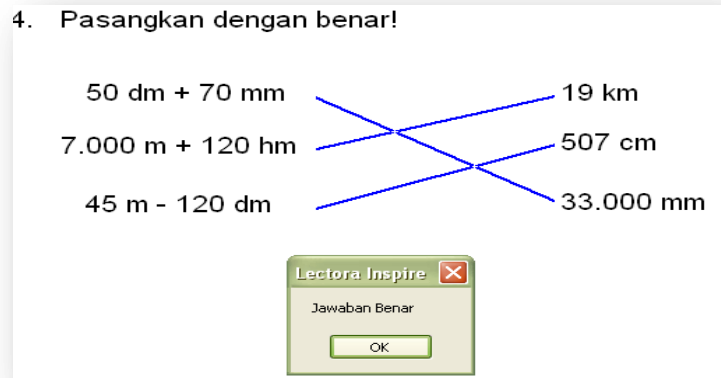 4. Pasangkan dengan benar!
50 dm + 70 mm
19 km
7.000 m + 120 hm
507 cm
45 m - 120 dm
33.000 mm
Lectora Inspire
Jawaban Benar
OK